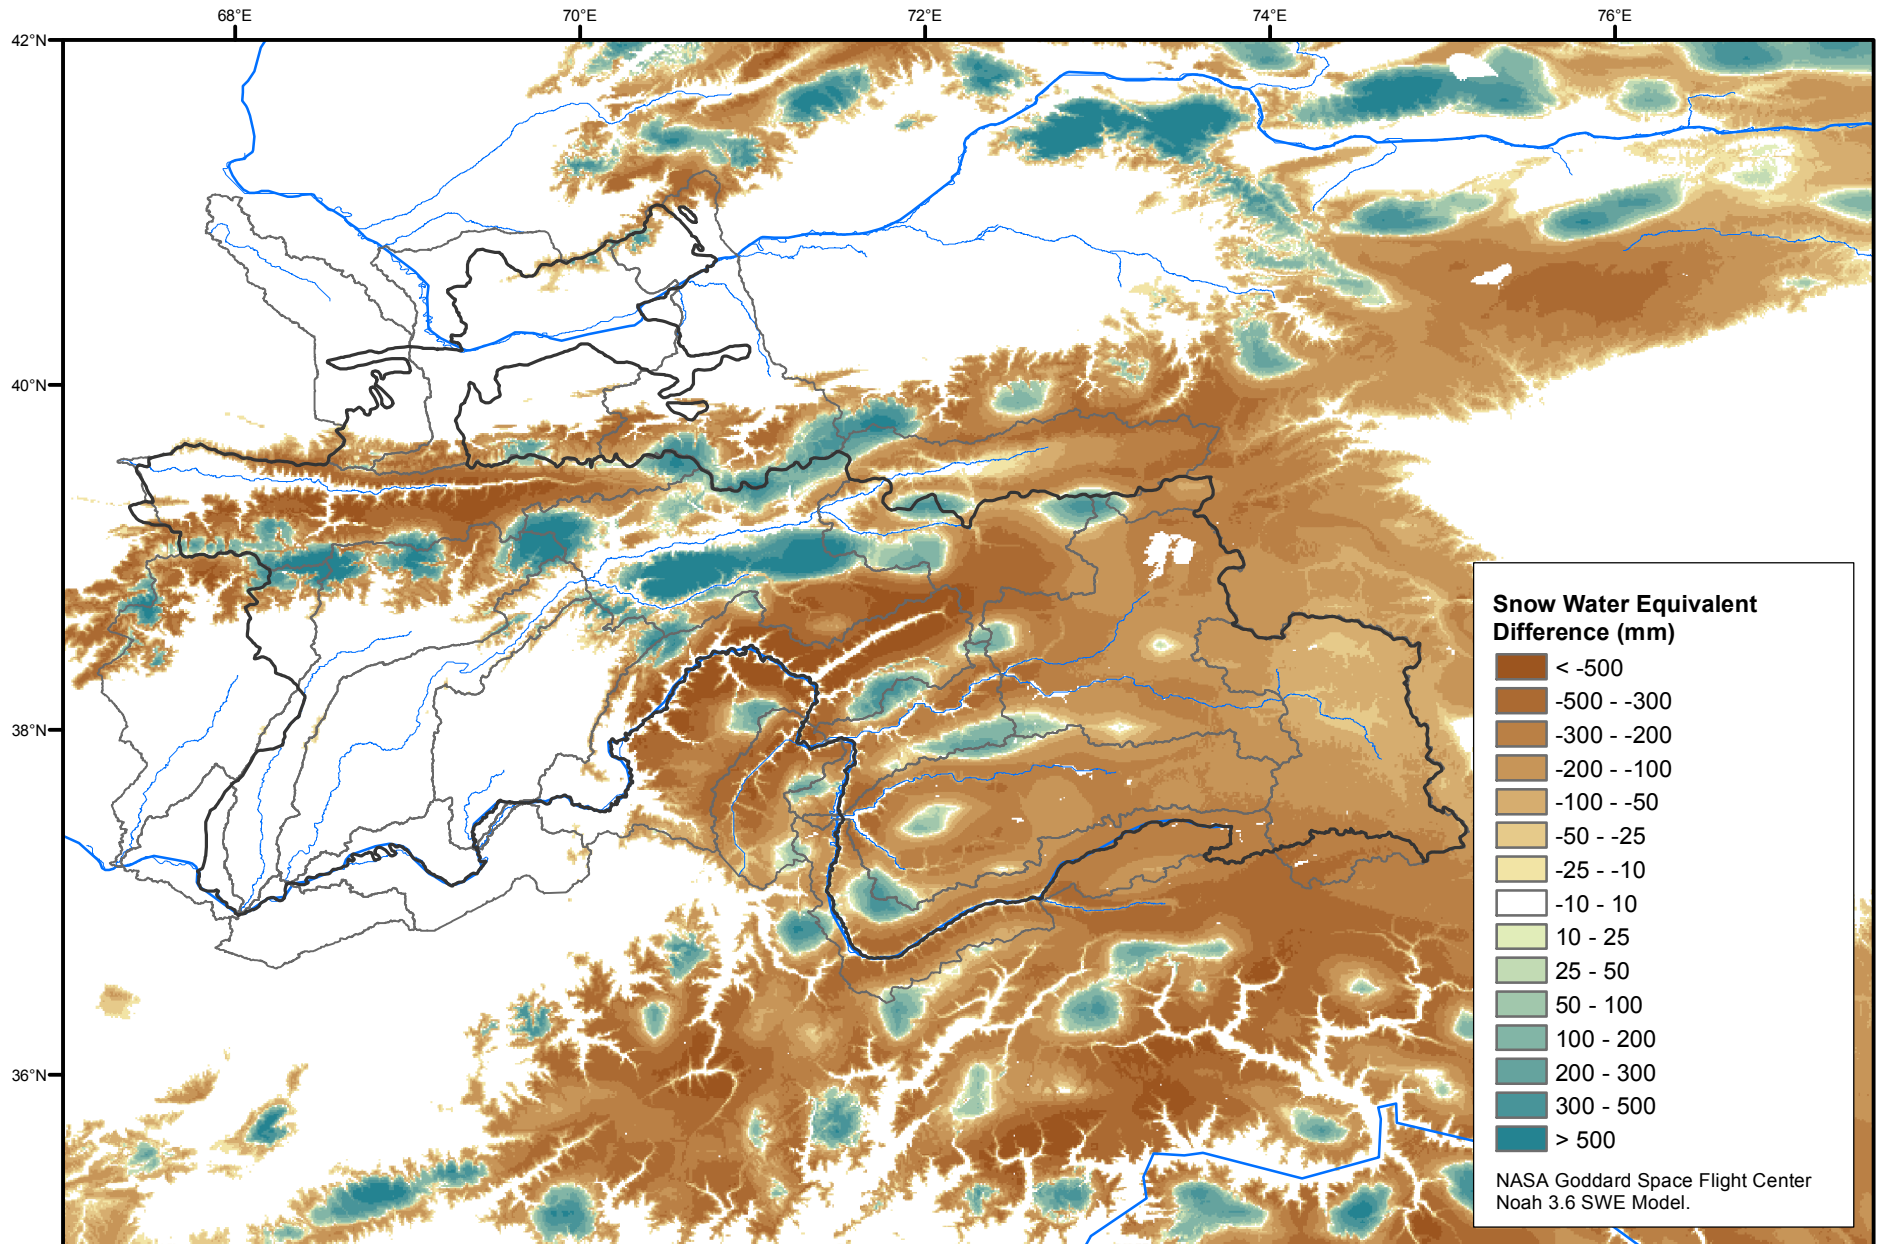 68°E 70°E 72°E 74°E 76°E
42°N
40°N
38°N
36°N
Snow Water Equivalent
Difference (mm)
< -500
-500 - -300
-300 - -200
-200 - -100
-100 - -50
-50 - -25
-25 - -10
-10 - 10
10 - 25
25 - 50
50 - 100
100 - 200
200 - 300
300 - 500
> 500
NASA Goddard Space Flight Center
Noah 3.6 SWE Model.